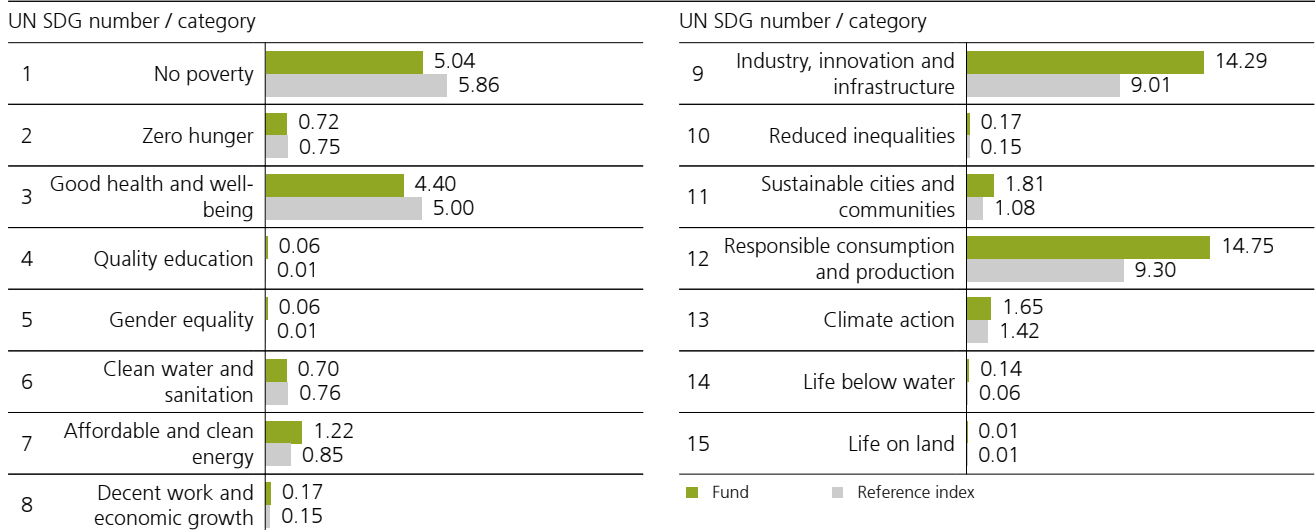 UN SDG number / category
1
No poverty
5.04
5.86
2
Zero hunger
0.72
0.75
3
Good health and well-
being
4.40
5.00
4
Quality education
0.06
0.01
5
Gender equality
0.06
0.01
6
Clean water and
sanitation
0.70
0.76
7
Affordable and clean
energy
1.22
0.85
8
Decent work and
economic growth
0.17
0.15
UN SDG number / category
9
Industry, innovation and
infrastructure
14.29
9.01
10
Reduced inequalities
0.17
0.15
11
Sustainable cities and
communities
1.81
1.08
12
Responsible consumption
and production
14.75
9.30
13
Climate action
1.65
1.42
14
Life below water
0.14
0.06
15
Life on land
0.01
0.01
Fund
Reference index